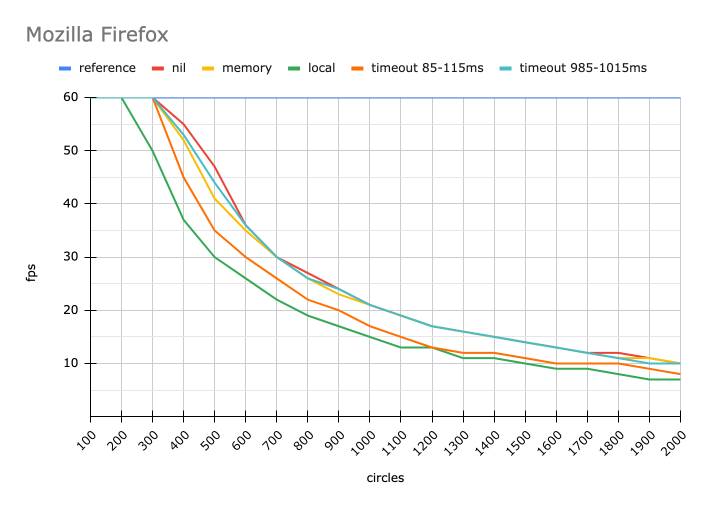 Mozilla Firefox
reference nil memory local timeout 85-115ms timeout 985-1015ms
60
50
40
30
20
10
fps
100 200 300 400 500 600 700 800 900 1000 1100 1200 1300 1400 1500 1600 1700 1800 1900 2000
circles